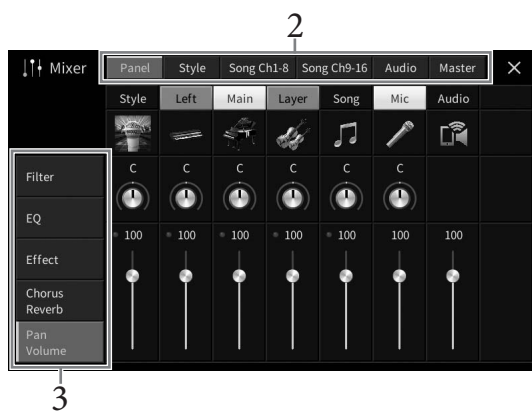 2
Mixer
Panel Style Song Ch1-8 Song Ch9-16 Audio Master ×
Style Left Main Layer Song Mic Audio
C C C C C C
100 100 100 100 100 100 100
Filter
EQ
Effect
Chorus
Reverb
Pan
Volume
3